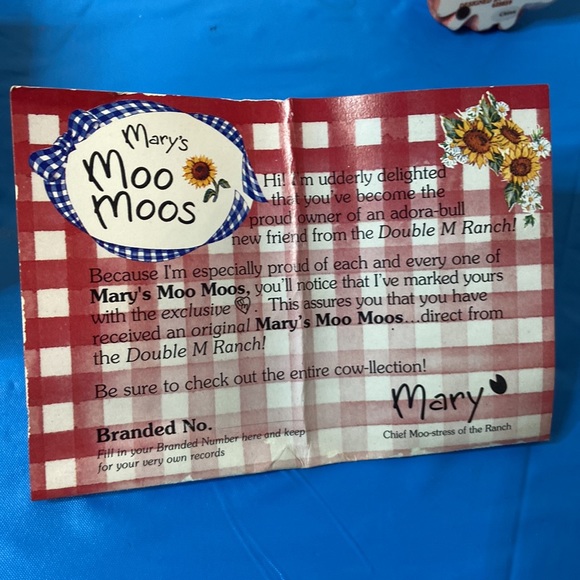 Mary's
Moo
Moos
Hi! I'm udderly delighted
that you've become the
proud owner of an adora-bull
new friend from the Double M Ranch!
Because I'm especially proud of each and every one of
Mary's Moo Moos, you'll notice that I've marked yours
with the exclusive . This assures you that you have
received an original Mary's Moo Moos...direct from
the Double M Ranch!
Be sure to check out the entire cow-llection!
Mary
Chief Moo-stress of the Ranch
Branded No.
Fill in your Branded Number here and keep
for your very own records